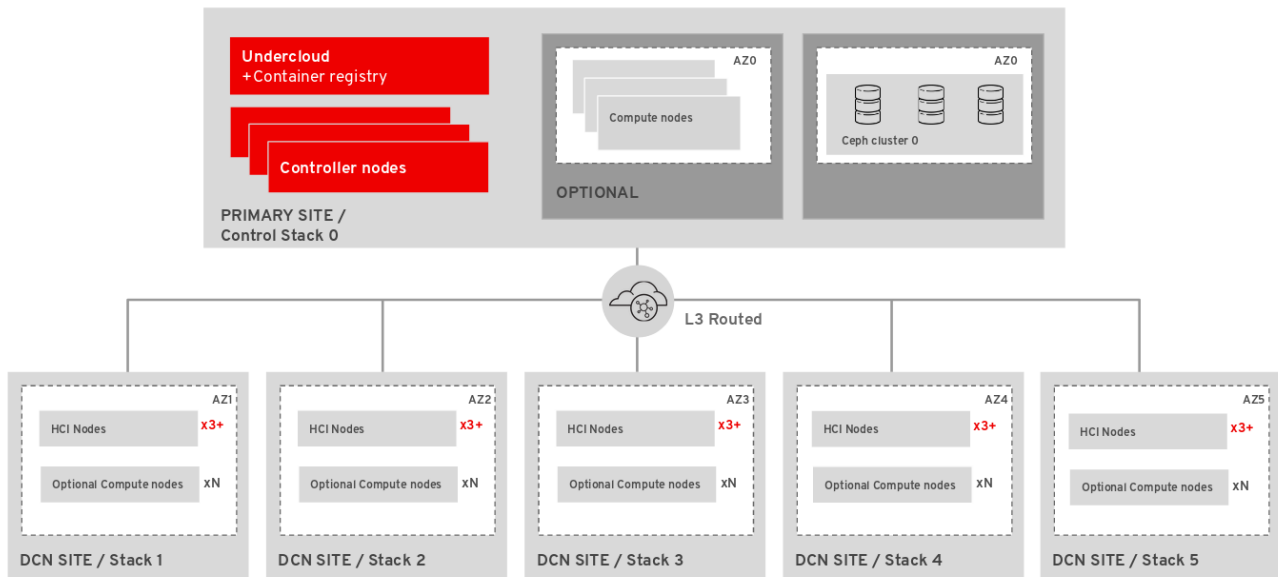 Undercloud
+Container registry
Controller nodes
PRIMARY SITE /
Control Stack 0
AZ0
Compute nodes
OPTIONAL
AZ0
Ceph cluster 0
L3 Routed
AZ1
HCI Nodes
x3+
Optional Compute nodes
xN
DCN SITE / Stack 1
AZ2
HCI Nodes
x3+
Optional Compute nodes
xN
DCN SITE / Stack 2
AZ3
HCI Nodes
x3+
Optional Compute nodes
xN
DCN SITE / Stack 3
AZ4
HCI Nodes
x3+
Optional Compute nodes
xN
DCN SITE / Stack 4
AZ5
HCI Nodes
x3+
Optional Compute nodes
xN
DCN SITE / Stack 5